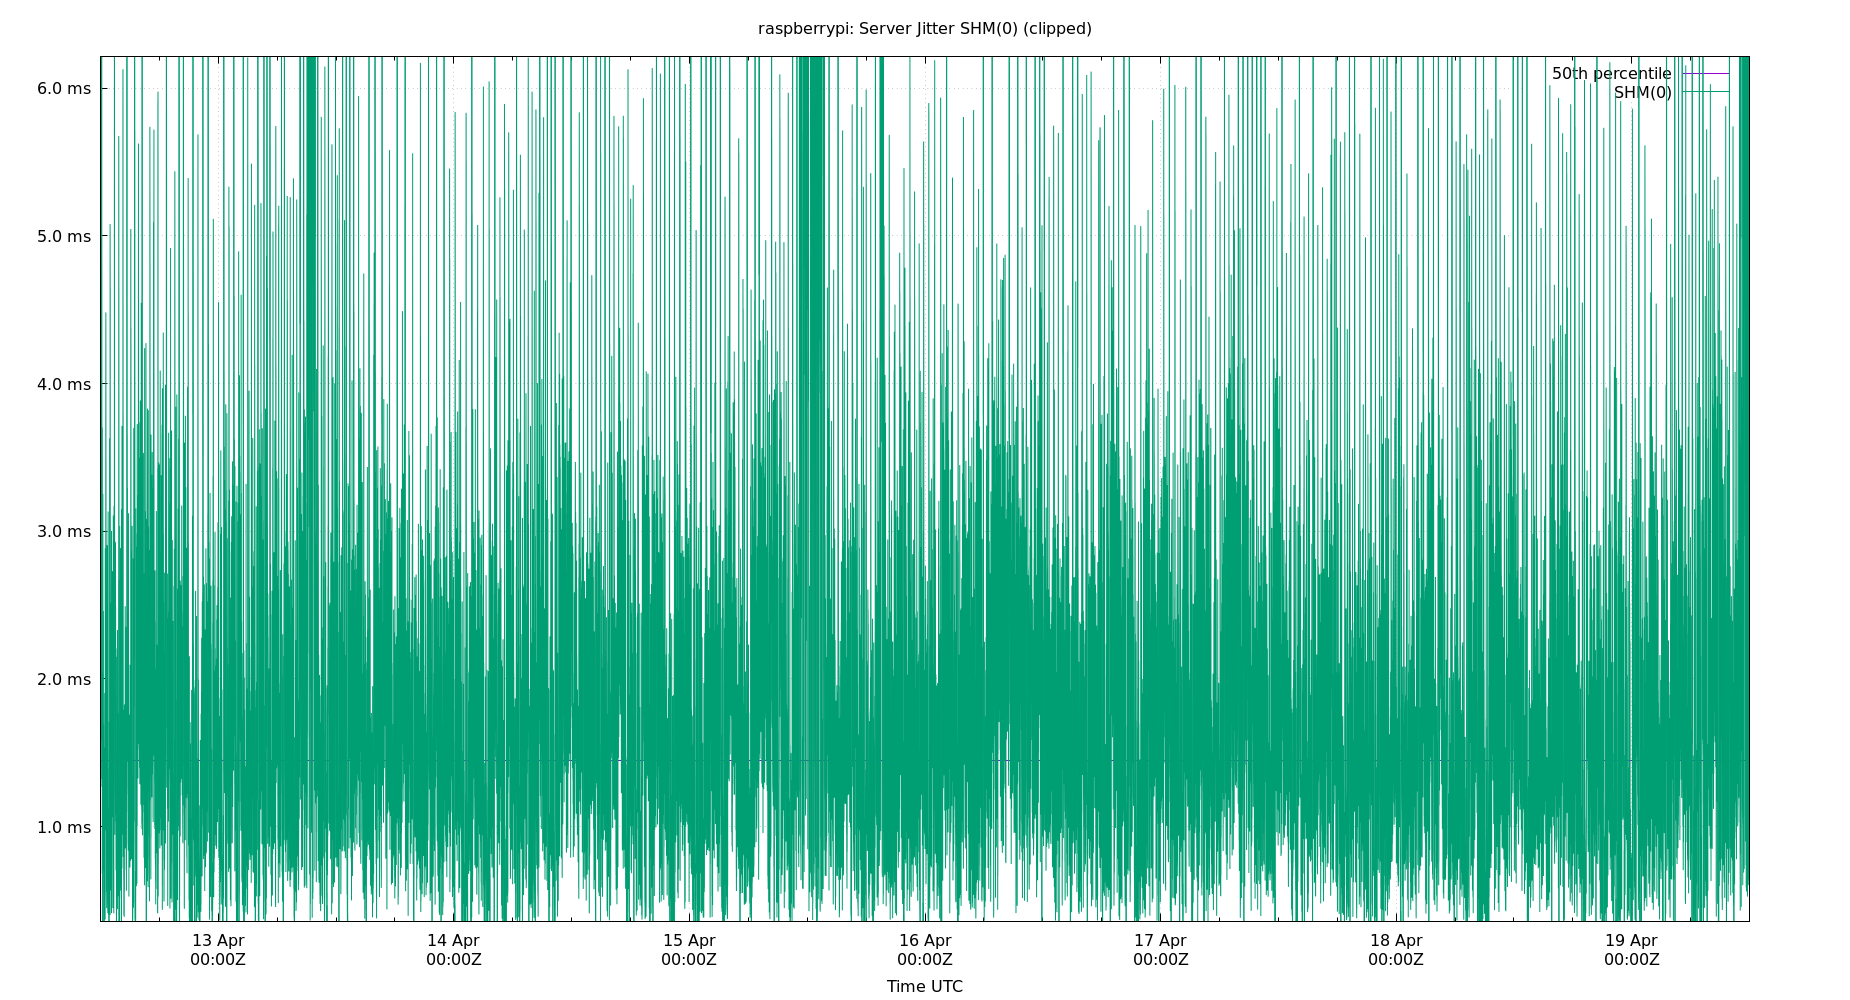 raspberrypi: Server Jitter SHM(0) (clipped)
50th percentile
SHM(0)
6.0 ms
5.0 ms
4.0 ms
3.0 ms
2.0 ms
1.0 ms
13 Apr 14 Apr 15 Apr 16 Apr 17 Apr 18 Apr 19 Apr
00:00Z 00:00Z 00:00Z 00:00Z 00:00Z 00:00Z 00:00Z
Time UTC